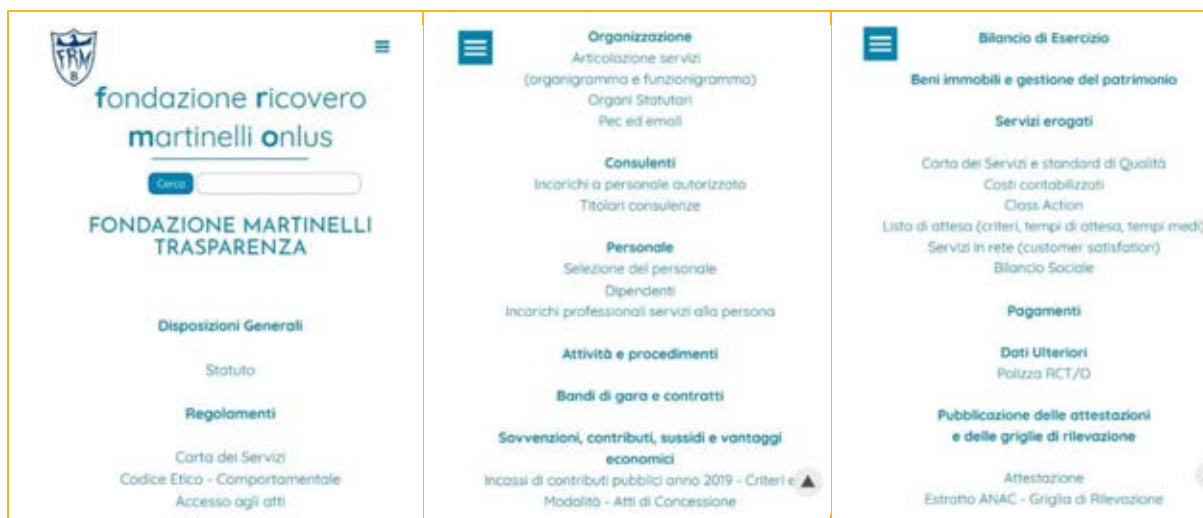 FRM
B
fondazione ricovero
martinelli onlus
Cerca
FONDAZIONE MARTINELLI
TRASPARENZA
Disposizioni Generali
Statuto
Regolamenti
Carta dei Servizi
Codice Etico - Comportamentale
Accesso agli atti
Organizzazione
Articolazione servizi
(organigramma e funzionigramma)
Organi Statutari
Pec ed email
Consulenti
Incarichi a personale autorizzato
Titolari consulenze
Personale
Selezione del personale
Dipendenti
Incarichi professionali servizi alla persona
Attività e procedimenti
Bandi di gara e contratti
Sovvenzioni, contributi, sussidi e vantaggi
economici
Incassi di contributi pubblici anno 2019 - Criteri e
Modalità - Atti di Concessione
Bilancio di Esercizio
Beni immobili e gestione del patrimonio
Servizi erogati
Carta dei Servizi e standard di Qualità
Costi contabilizzati
Class Action
Lista di attesa (criteri, tempi di attesa, tempi medi)
Servizi in rete (customer satisfation)
Bilancio Sociale
Pagamenti
Dati Ulteriori
Polizza RCT/O
Pubblicazione delle attestazioni
e delle griglie di rilevazione
Attestazione
Estratto ANAC - Griglia di Rilevazione